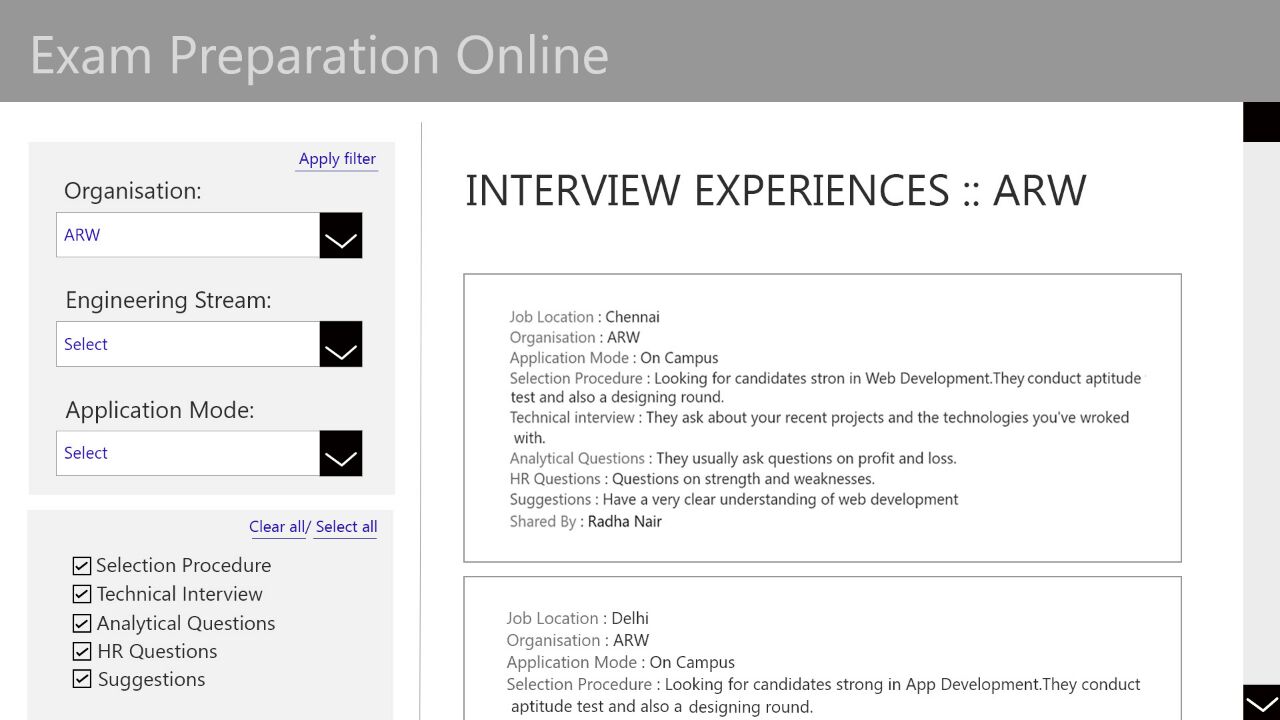 Exam Preparation Online
Apply filter
Organisation:
ARW
Engineering Stream:
Select
Application Mode:
Select
Clear all/ Select all
Selection Procedure
Technical Interview
Analytical Questions
HR Questions
Suggestions
INTERVIEW EXPERIENCES :: ARW
Job Location : Chennai
Organisation : ARW
Application Mode : On Campus
Selection Procedure : Looking for candidates stron in Web Development.They conduct aptitude
test and also a designing round.
Technical interview : They ask about your recent projects and the technologies you've wroked
with.
Analytical Questions : They usually ask questions on profit and loss.
HR Questions : Questions on strength and weaknesses.
Suggestions : Have a very clear understanding of web development
Shared By : Radha Nair
Job Location : Delhi
Organisation : ARW
Application Mode : On Campus
Selection Procedure : Looking for candidates strong in App Development.They conduct
aptitude test and also a designing round.